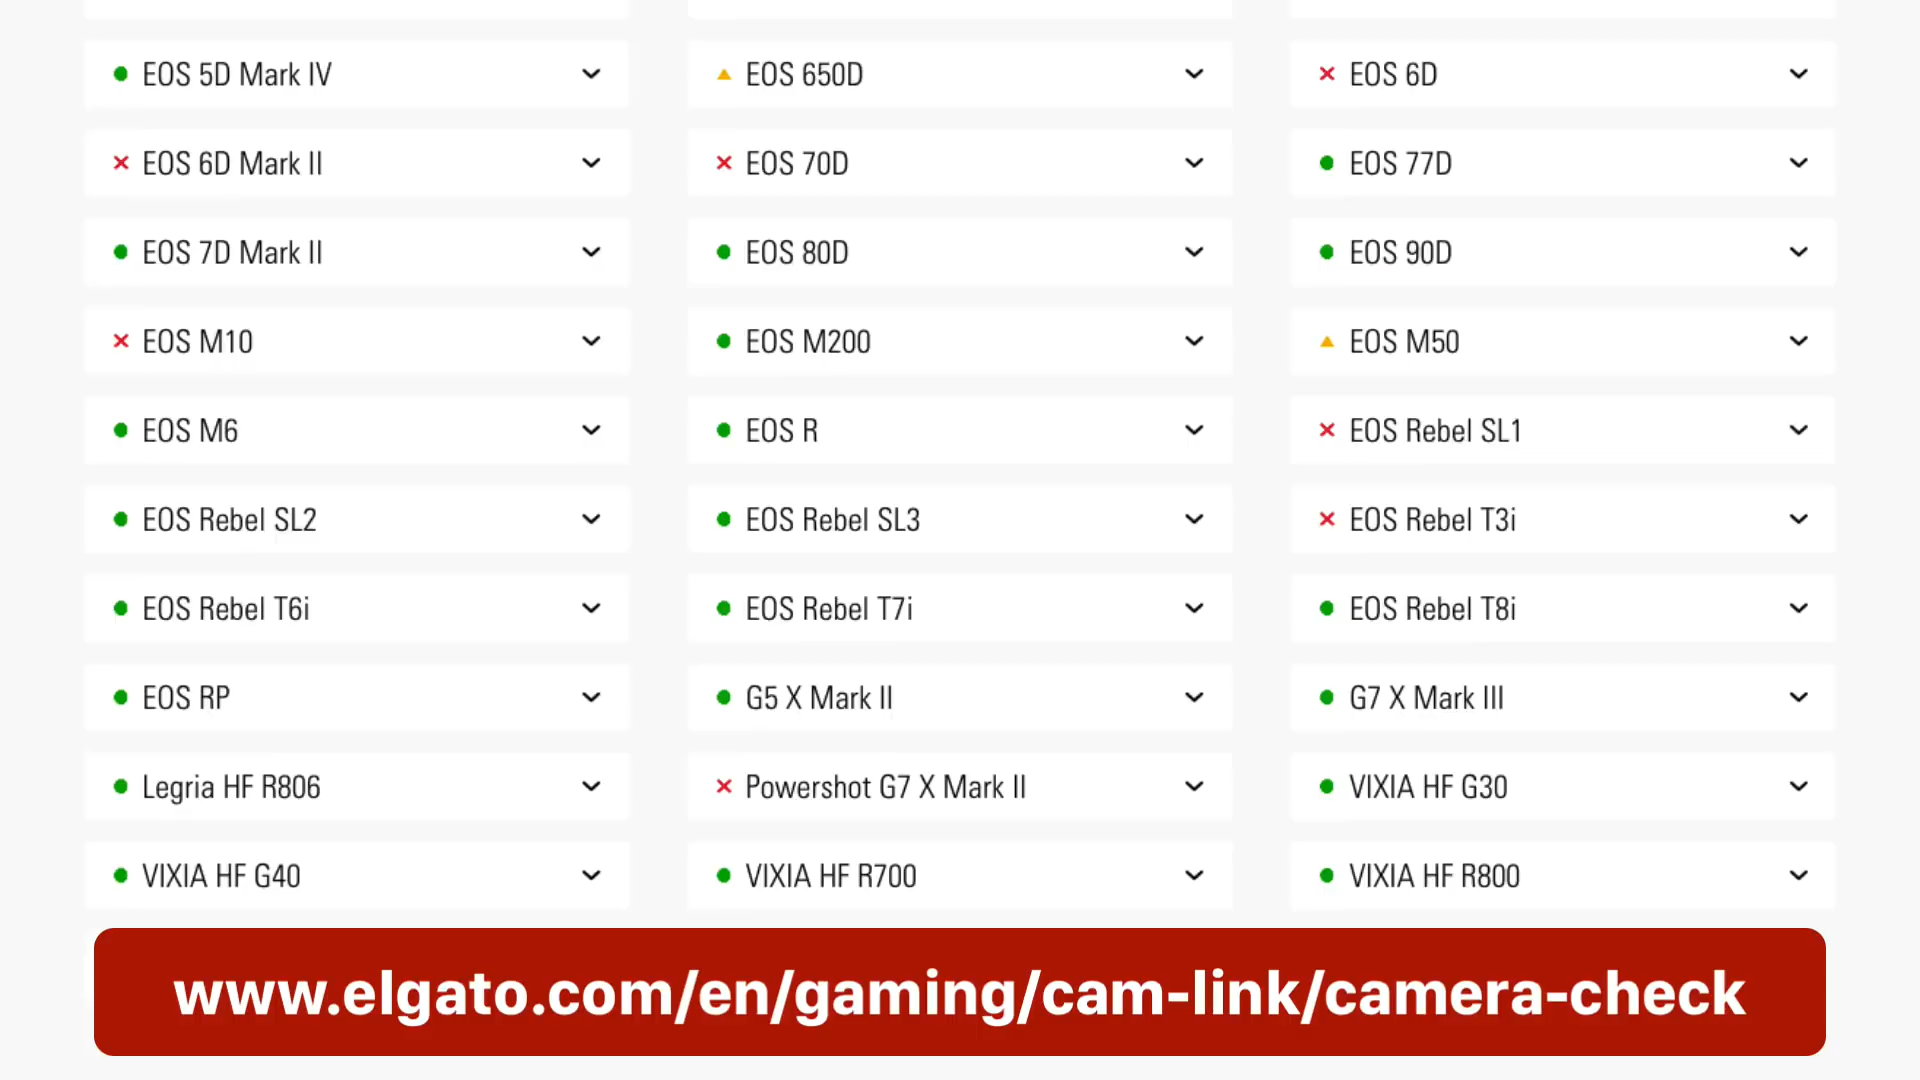 EOS 5D Mark IV
EOS 650D
EOS 6D
EOS 6D Mark II
EOS 70D
EOS 77D
EOS 7D Mark II
EOS 80D
EOS 90D
EOS M10
EOS M200
EOS M50
EOS M6
EOS R
EOS Rebel SL1
EOS Rebel SL2
EOS Rebel SL3
EOS Rebel T3i
EOS Rebel T6i
EOS Rebel T7i
EOS Rebel T8i
EOS RP
G5 X Mark II
G7 X Mark III
Legria HF R806
Powershot G7 X Mark II
VIXIA HF G30
VIXIA HF G40
VIXIA HF R700
VIXIA HF R800
www.elgato.com/en/gaming/cam-link/camera-check